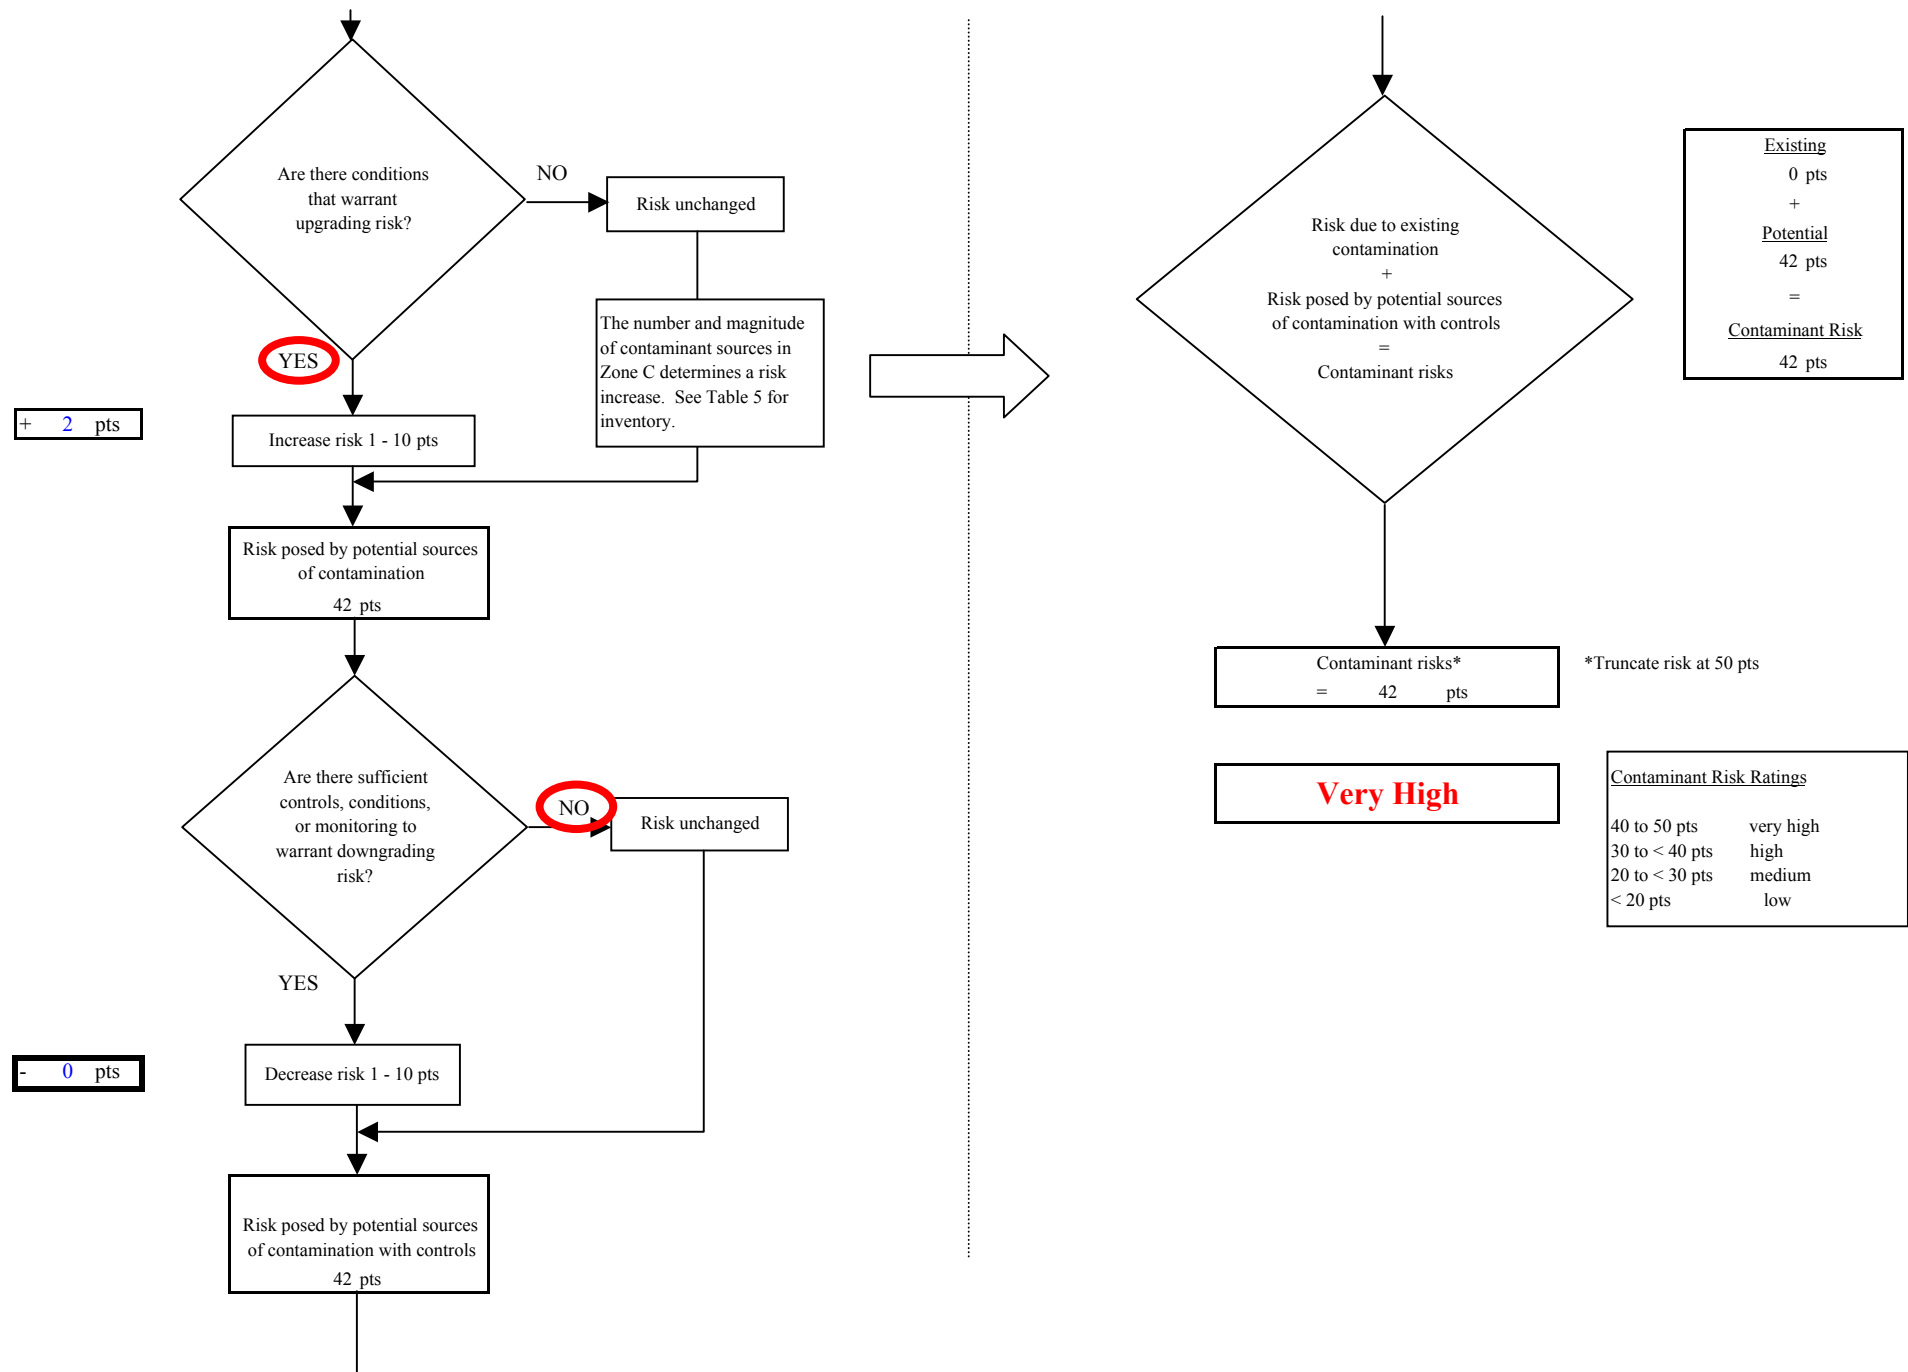 Are there conditions
that warrant
upgrading risk?
NO
Risk unchanged
The number and magnitude
of contaminant sources in
Zone C determines a risk
increase. See Table 5 for
inventory.
YES
+ 2 pts
Increase risk 1 - 10 pts
Risk posed by potential sources
of contamination
42 pts
Are there sufficient
controls, conditions,
or monitoring to
warrant downgrading
risk?
NO
Risk unchanged
YES
- 0 pts
Decrease risk 1 - 10 pts
Risk posed by potential sources
of contamination with controls
42 pts
Risk due to existing
contamination
+
Risk posed by potential sources
of contamination with controls
=
Contaminant risks
Existing
0 pts
+
Potential
42 pts
=
Contaminant Risk
42 pts
Contaminant risks*
= 42 pts
*Truncate risk at 50 pts
Very High
Contaminant Risk Ratings
40 to 50 pts very high
30 to < 40 pts high
20 to < 30 pts medium
< 20 pts low